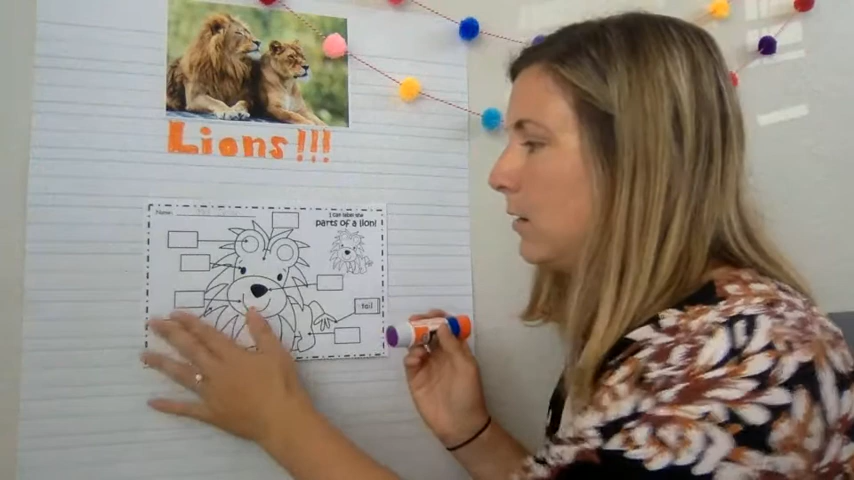 Lions!!!
Name:
I can label the
parts of a lion!
tail